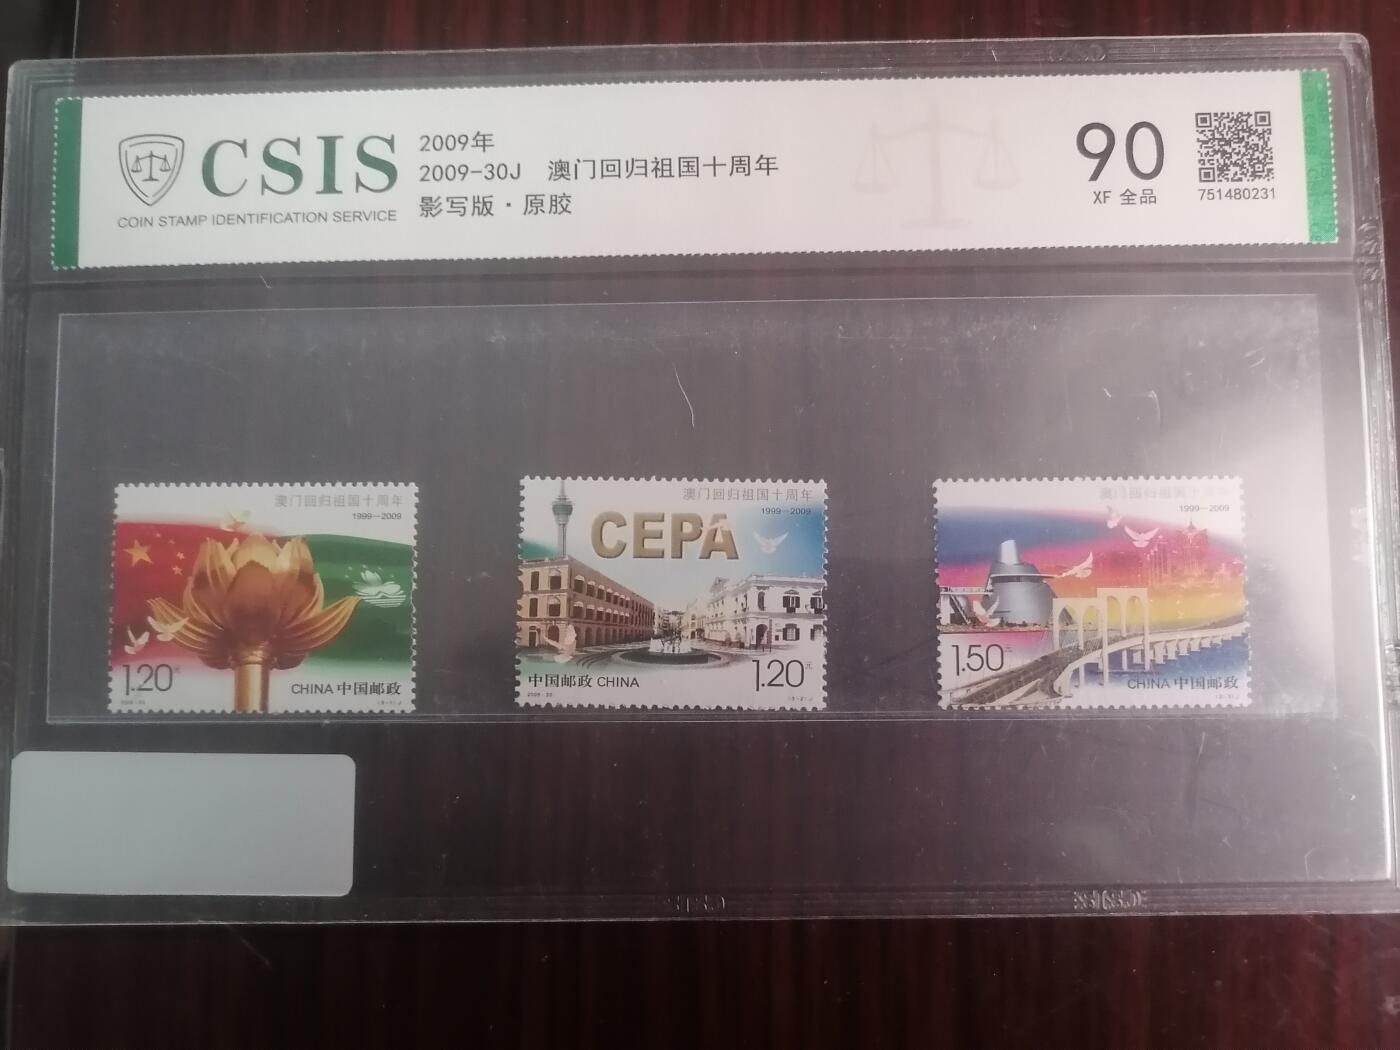 CSIS
COIN STAMP IDENTIFICATION SERVICE
2009年
2009-30J 澳门回归祖国十周年
影写版·原胶
90
XF 全品
751480231
澳门回归祖国十周年
1999—2009
1.20元
CHINA 中国邮政
澳门回归祖国十周年
1999—2009
CEPA
1.20元
中国邮政 CHINA
2009-30
(3-2)J
澳门回归祖国十周年
1999—2009
1.50元
CHINA 中国邮政